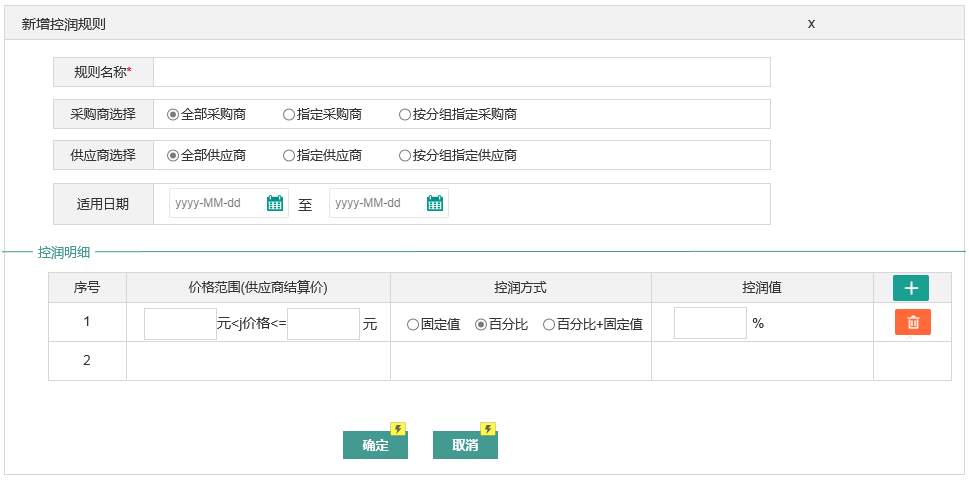 新增控润规则 x
规则名称*
采购商选择 全部采购商 指定采购商 按分组指定采购商
供应商选择 全部供应商 指定供应商 按分组指定供应商
适用日期 yyyy-MM-dd 至 yyyy-MM-dd
控润明细
序号 价格范围(供应商结算价) 控润方式 控润值 +
1 元<j价格<= 元 固定值 百分比 百分比+固定值 %
2
确定 取消